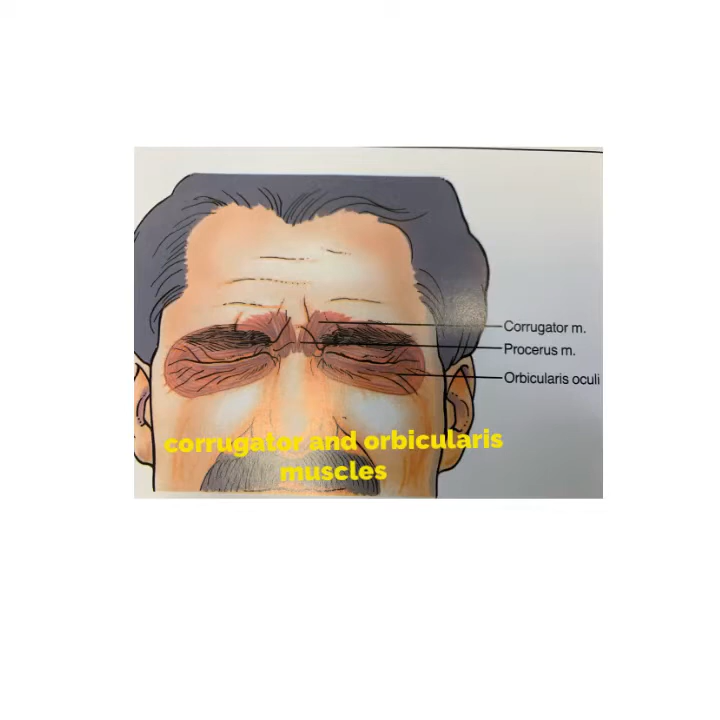 Corrugator m.
Procerus m.
Orbicularis oculi
corrugator and orbicularis
muscles